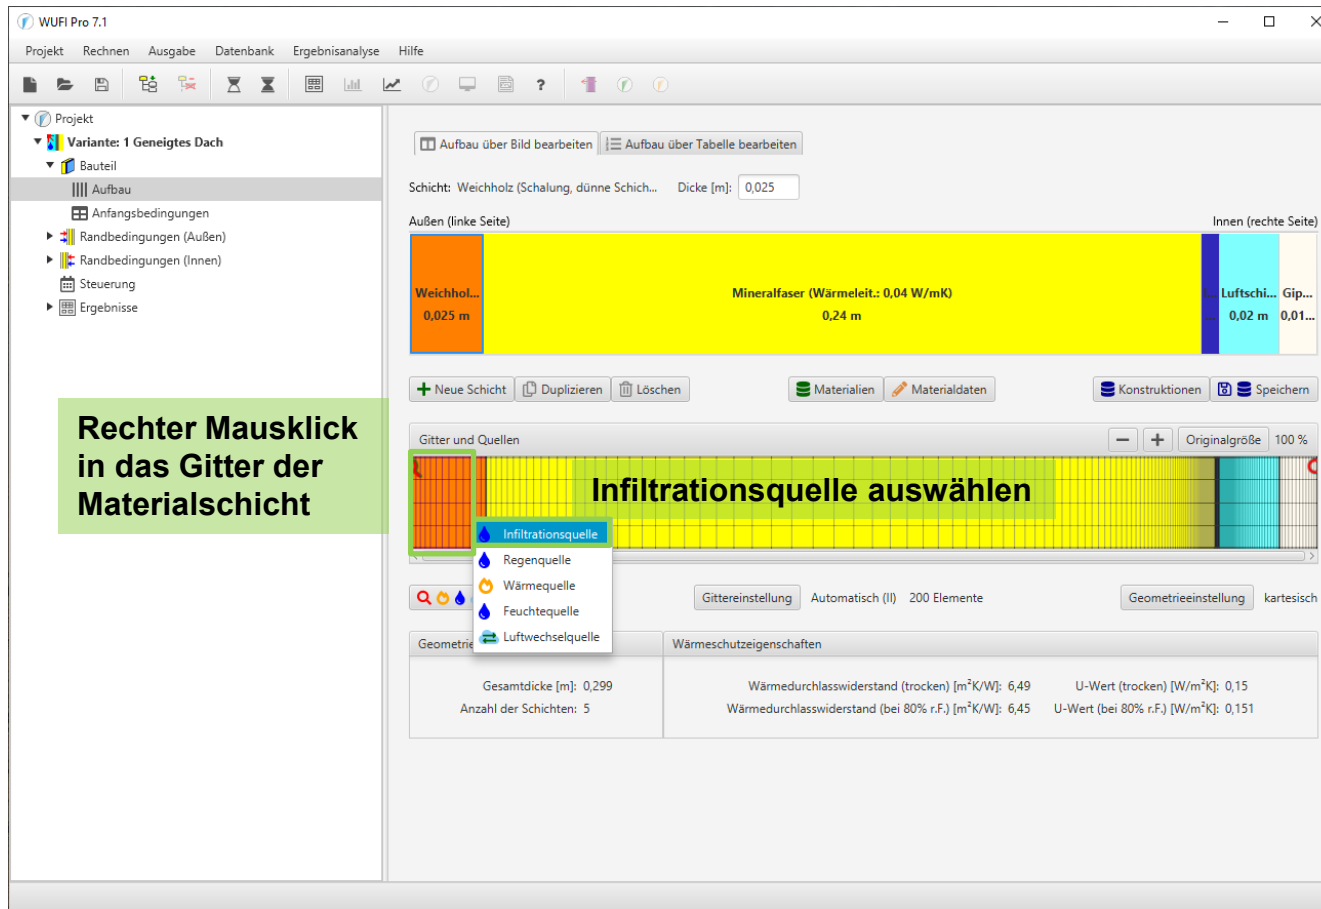 WUFI Pro 7.1
Projekt Rechnen Ausgabe Datenbank Ergebnisanalyse Hilfe
?
Projekt
Variante: 1 Geneigtes Dach
Bauteil
Aufbau
Anfangsbedingungen
Randbedingungen (Außen)
Randbedingungen (Innen)
Steuerung
Ergebnisse
Aufbau über Bild bearbeiten Aufbau über Tabelle bearbeiten
Schicht: Weichholz (Schalung, dünne Schich... Dicke [m]: 0,025
Außen (linke Seite) Innen (rechte Seite)
Weichhol... Mineralfaser (Wärmeleit.: 0,04 W/mK) Luftschi... Gip...
0,025 m 0,24 m ... 0,02 m 0,01...
Neue Schicht Duplizieren Löschen Materialien Materialdaten Konstruktionen Speichern
Rechter Mausklick
in das Gitter der
Materialschicht
Gitter und Quellen Originalgröße 100 %
Infiltrationsquelle auswählen
Infiltrationsquelle
Regenquelle
Wärmequelle
Feuchtequelle
Luftwechselquelle
Gittereinstellung Automatisch (II) 200 Elemente Geometrieeinstellung kartesisch
Geometrie Wärmeschutzeigenschaften
Gesamtdicke [m]: 0,299 Wärmedurchlasswiderstand (trocken) [m²K/W]: 6,49 U-Wert (trocken) [W/m²K]: 0,15
Anzahl der Schichten: 5 Wärmedurchlasswiderstand (bei 80% r.F.) [m²K/W]: 6,45 U-Wert (bei 80% r.F.) [W/m²K]: 0,151